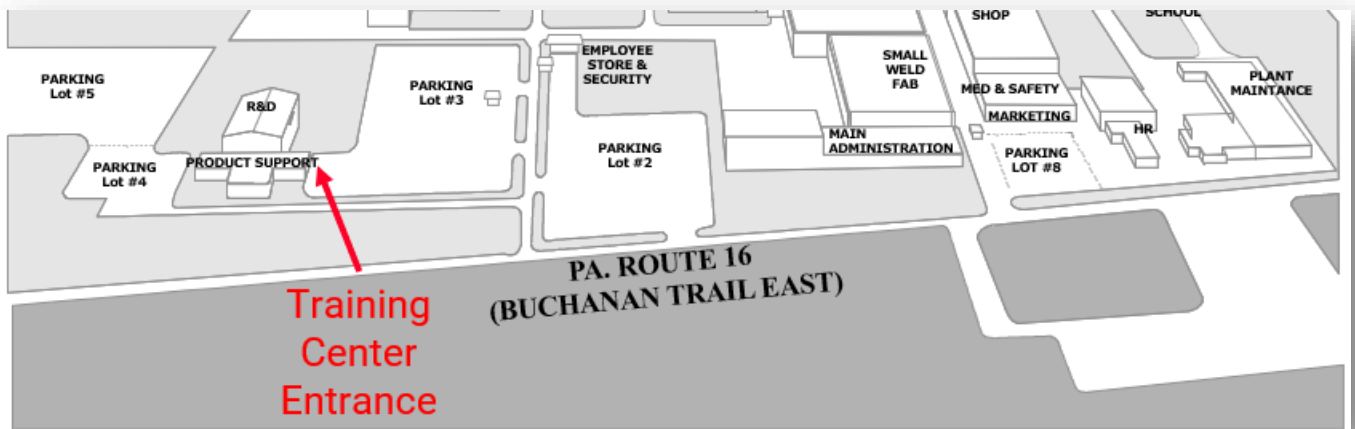 SHOP
SCHOOL
EMPLOYEE
STORE &
SECURITY
PARKING
Lot #5
PARKING
Lot #3
SMALL
WELD
FAB
PLANT
MAINTANCE
R&D
MED & SAFETY
MARKETING
HR
MAIN
ADMINISTRATION
PARKING
Lot #2
PARKING
LOT #8
PRODUCT SUPPORT
PARKING
Lot #4
PA. ROUTE 16
(BUCHANAN TRAIL EAST)
Training
Center
Entrance